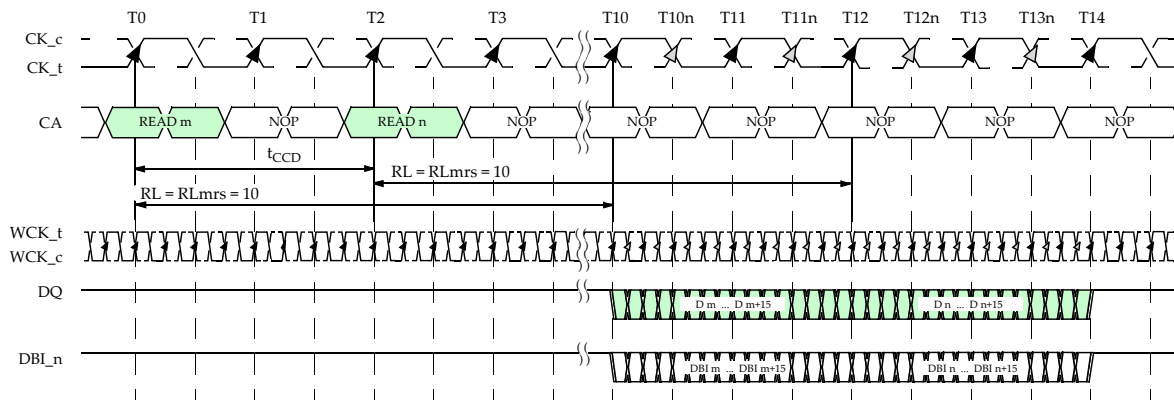 T0 T1 T2 T3 T10 T10n T11 T11n T12 T12n T13 T13n T14
CK_c
CK_t
CA READ m NOP READ n NOP NOP NOP NOP NOP NOP
tCCD
RL = RLmrs = 10
RL = RLmrs = 10
WCK_t
WCK_c
DQ
D m ... D m+15 D n ... D n+15
DBI_n
DBI m ... DBI m+15 DBI n ... DBI n+15